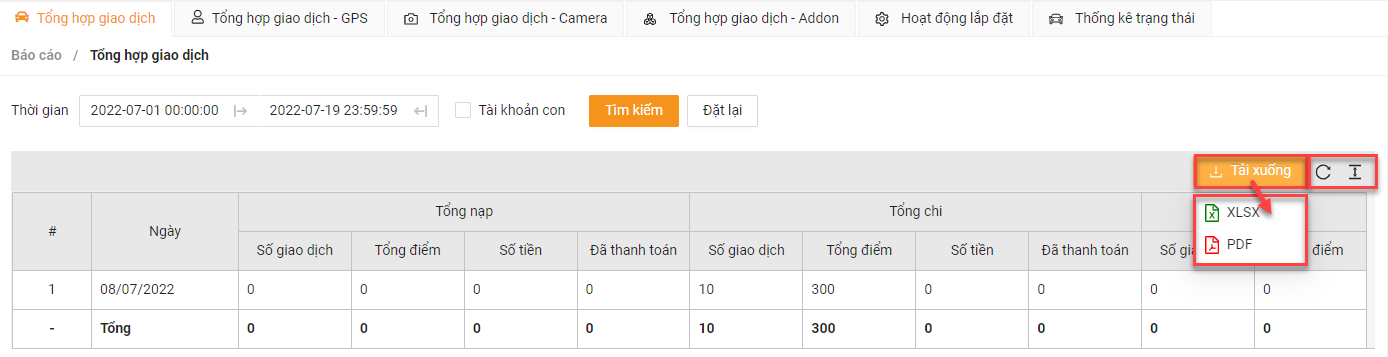 Tổng hợp giao dịch Tổng hợp giao dịch - GPS Tổng hợp giao dịch - Camera Tổng hợp giao dịch - Addon Hoạt động lắp đặt Thống kê trạng thái
Báo cáo / Tổng hợp giao dịch
Thời gian 2022-07-01 00:00:00 2022-07-19 23:59:59 Tài khoản con Tìm kiếm Đặt lại
Tải xuống
XLSX
PDF
# Ngày Tổng nạp Tổng chi
Số giao dịch Tổng điểm Số tiền Đã thanh toán Số giao dịch Tổng điểm Số tiền Đã thanh toán Số điểm
1 08/07/2022 0 0 0 0 10 300 0 0 0 0
- Tổng 0 0 0 0 10 300 0 0 0 0